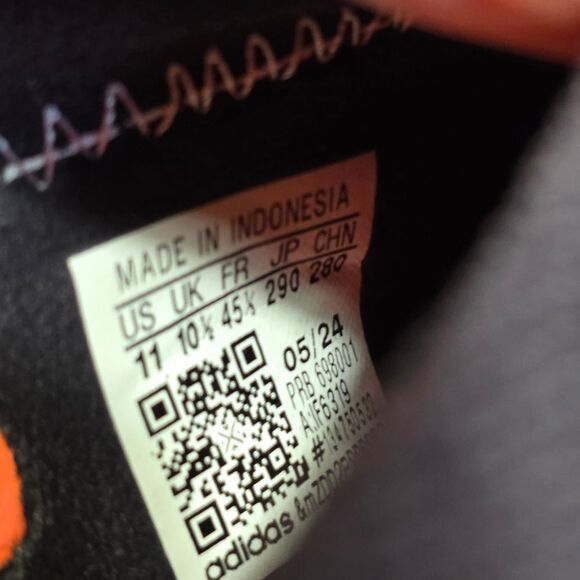 MADE IN INDONESIA
US UK FR JP CHN
11 10½ 45⅓ 290 280
05/24
PRB 698001
IF6319
adidas